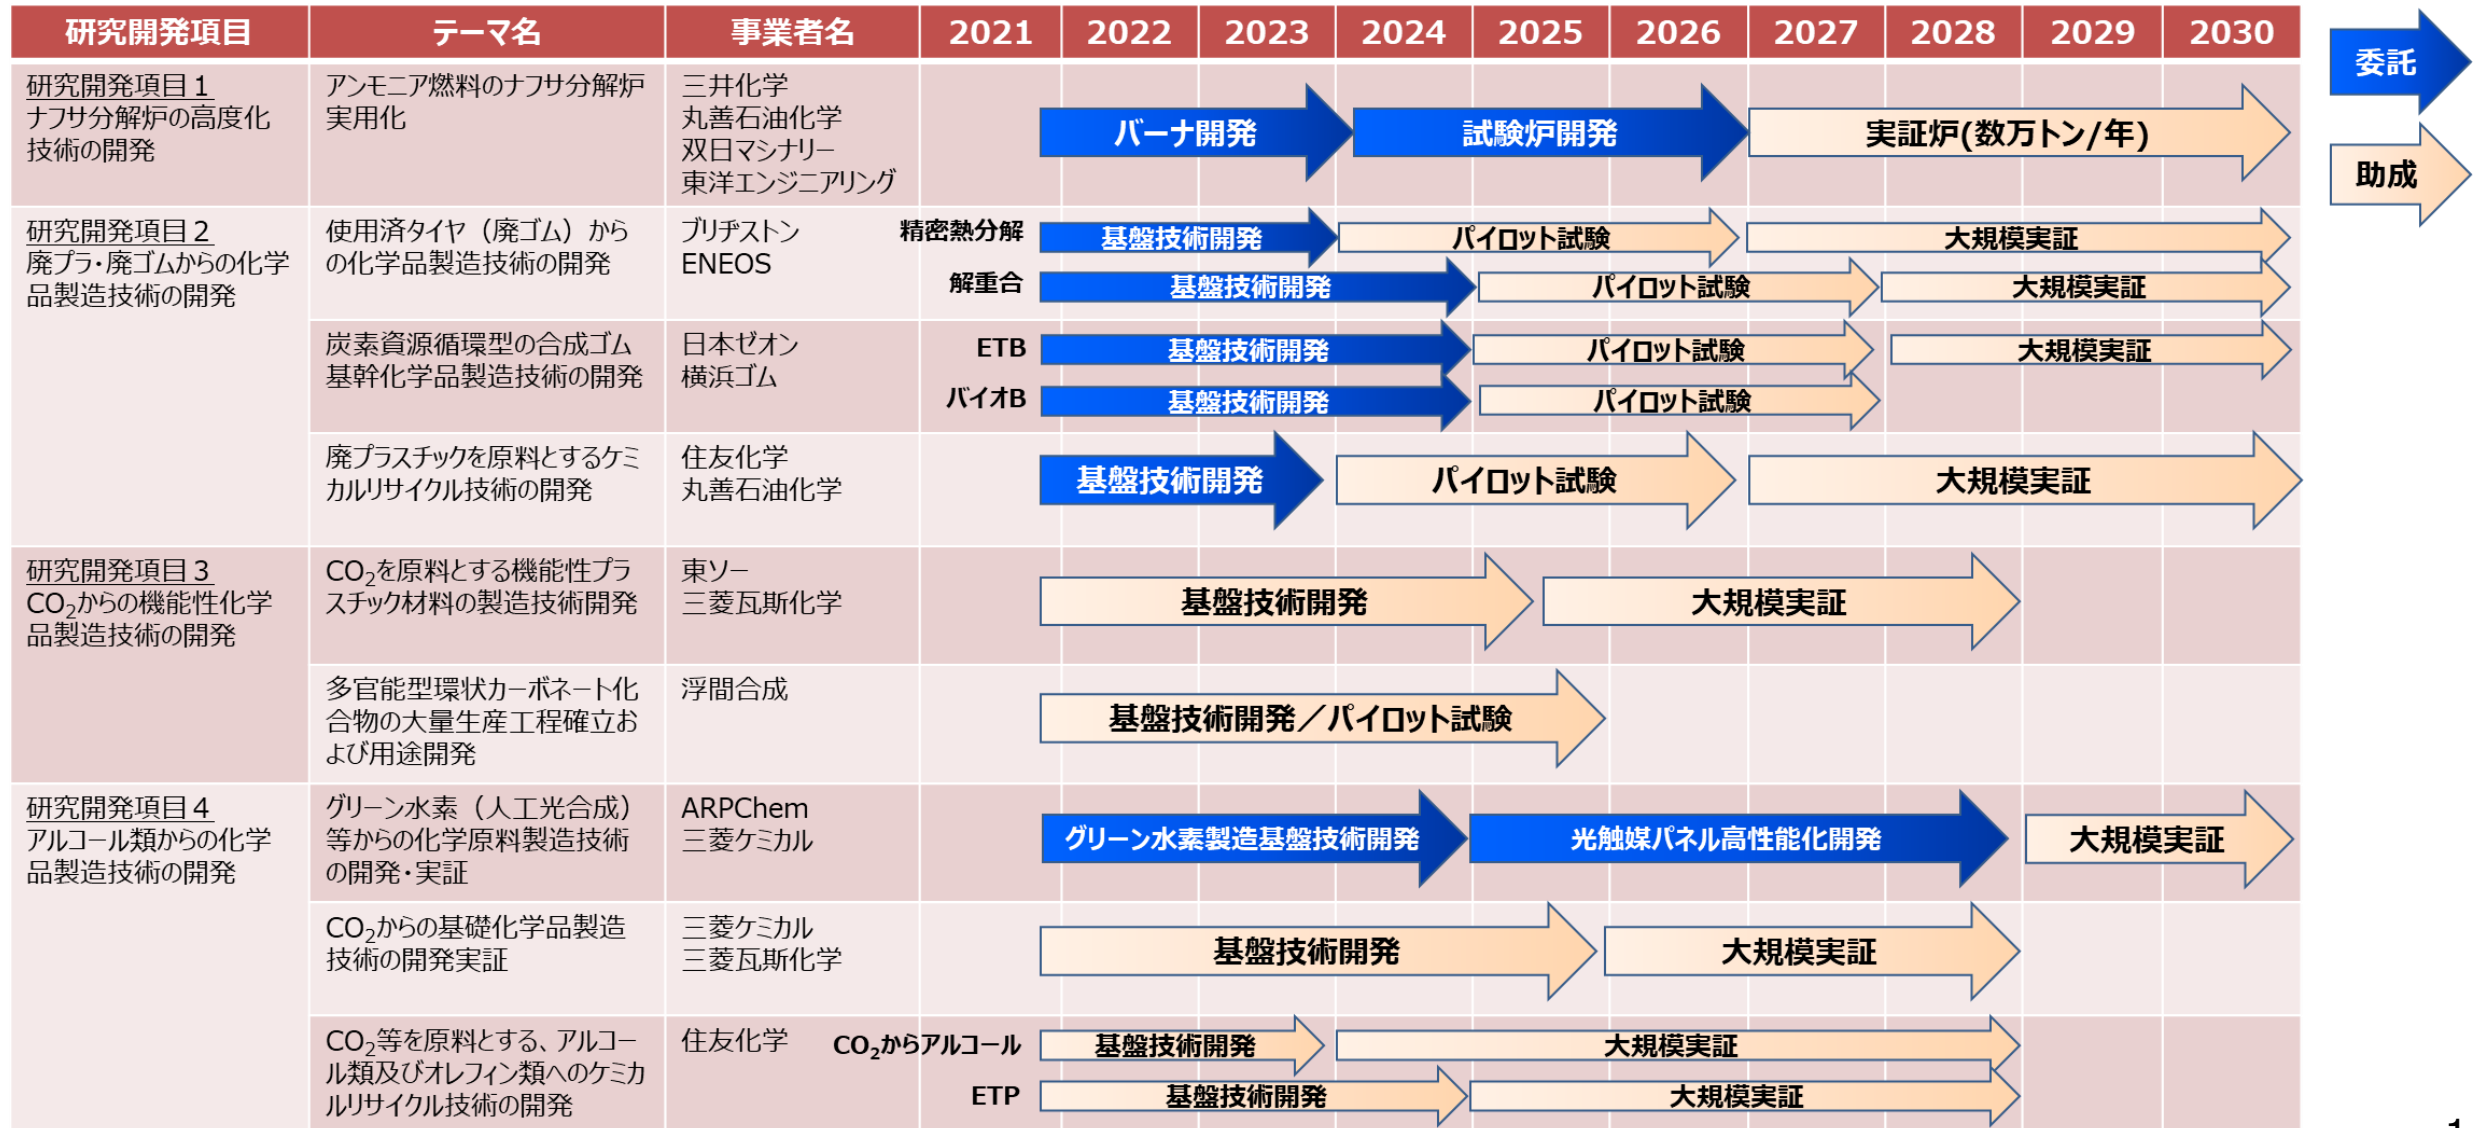 研究開発項目 テーマ名 事業者名 2021 2022 2023 2024 2025 2026 2027 2028 2029 2030
委託
助成
研究開発項目1
ナフサ分解炉の高度化
技術の開発
アンモニア燃料のナフサ分解炉
実用化
三井化学
丸善石油化学
双日マシナリー
東洋エンジニアリング
バーナ開発
試験炉開発
実証炉(数万トン/年)
研究開発項目2
廃プラ・廃ゴムからの化学
品製造技術の開発
使用済タイヤ（廃ゴム）から
の化学品製造技術の開発
ブリヂストン
ENEOS
精密熱分解
基盤技術開発
パイロット試験
大規模実証
解重合
基盤技術開発
パイロット試験
大規模実証
炭素資源循環型の合成ゴム
基幹化学品製造技術の開発
日本ゼオン
横浜ゴム
ETB
基盤技術開発
パイロット試験
大規模実証
バイオB
基盤技術開発
パイロット試験
廃プラスチックを原料とするケミ
カルリサイクル技術の開発
住友化学
丸善石油化学
基盤技術開発
パイロット試験
大規模実証
研究開発項目3
CO2からの機能性化学
品製造技術の開発
CO2を原料とする機能性プラ
スチック材料の製造技術開発
東ソー
三菱瓦斯化学
基盤技術開発
大規模実証
多官能型環状カーボネート化
合物の大量生産工程確立お
よび用途開発
浮間合成
基盤技術開発／パイロット試験
研究開発項目4
アルコール類からの化学
品製造技術の開発
グリーン水素（人工光合成）
等からの化学原料製造技術
の開発・実証
ARPChem
三菱ケミカル
グリーン水素製造基盤技術開発
光触媒パネル高性能化開発
大規模実証
CO2からの基礎化学品製造
技術の開発実証
三菱ケミカル
三菱瓦斯化学
基盤技術開発
大規模実証
CO2等を原料とする、アルコー
ル類及びオレフィン類へのケミカ
ルリサイクル技術の開発
住友化学
CO2からアルコール
基盤技術開発
大規模実証
ETP
基盤技術開発
大規模実証